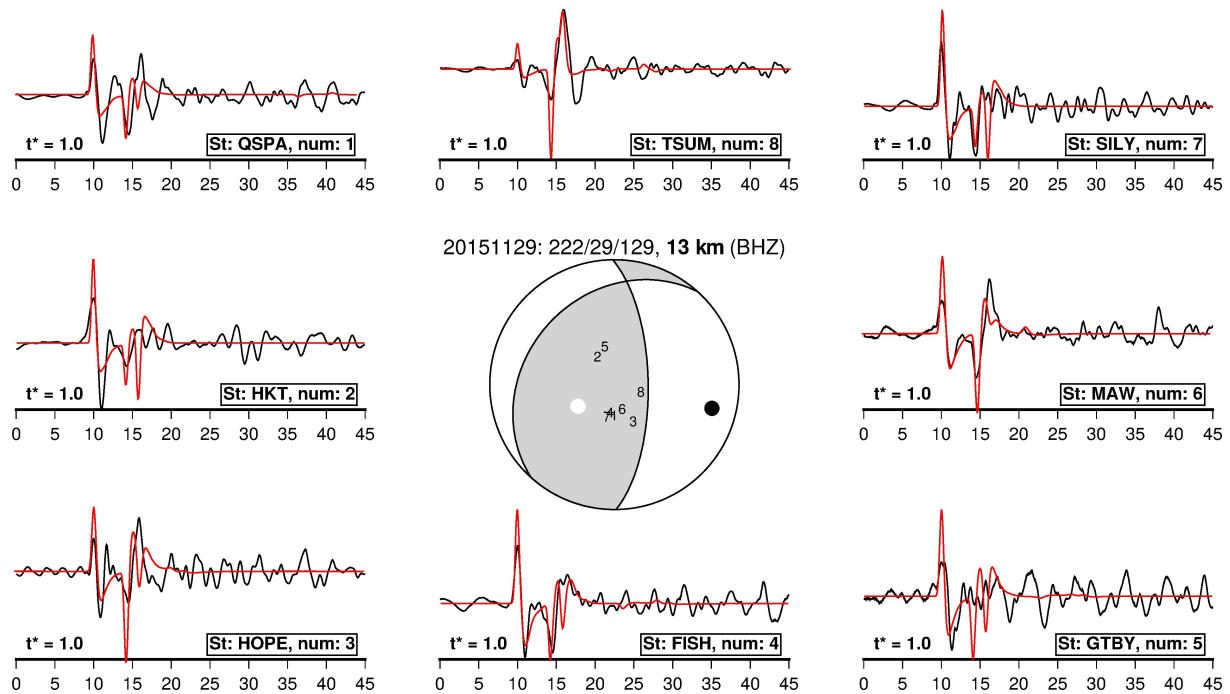 t* = 1.0
St: QSPA, num: 1
0 5 10 15 20 25 30 35 40 45
t* = 1.0
St: TSUM, num: 8
0 5 10 15 20 25 30 35 40 45
t* = 1.0
St: SILY, num: 7
0 5 10 15 20 25 30 35 40 45
20151129: 222/29/129, 13 km (BHZ)
t* = 1.0
St: HKT, num: 2
0 5 10 15 20 25 30 35 40 45
5
2
8
6
3
t* = 1.0
St: MAW, num: 6
0 5 10 15 20 25 30 35 40 45
t* = 1.0
St: HOPE, num: 3
0 5 10 15 20 25 30 35 40 45
t* = 1.0
St: FISH, num: 4
0 5 10 15 20 25 30 35 40 45
t* = 1.0
St: GTBY, num: 5
0 5 10 15 20 25 30 35 40 45